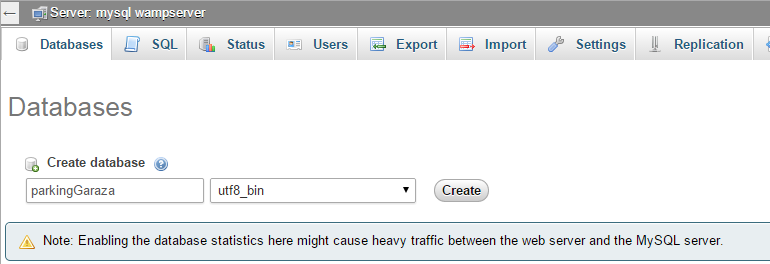 Server: mysql wampserver
Databases SQL Status Users Export Import Settings Replication
Databases
Create database
parkingGaraza utf8_bin Create
Note: Enabling the database statistics here might cause heavy traffic between the web server and the MySQL server.